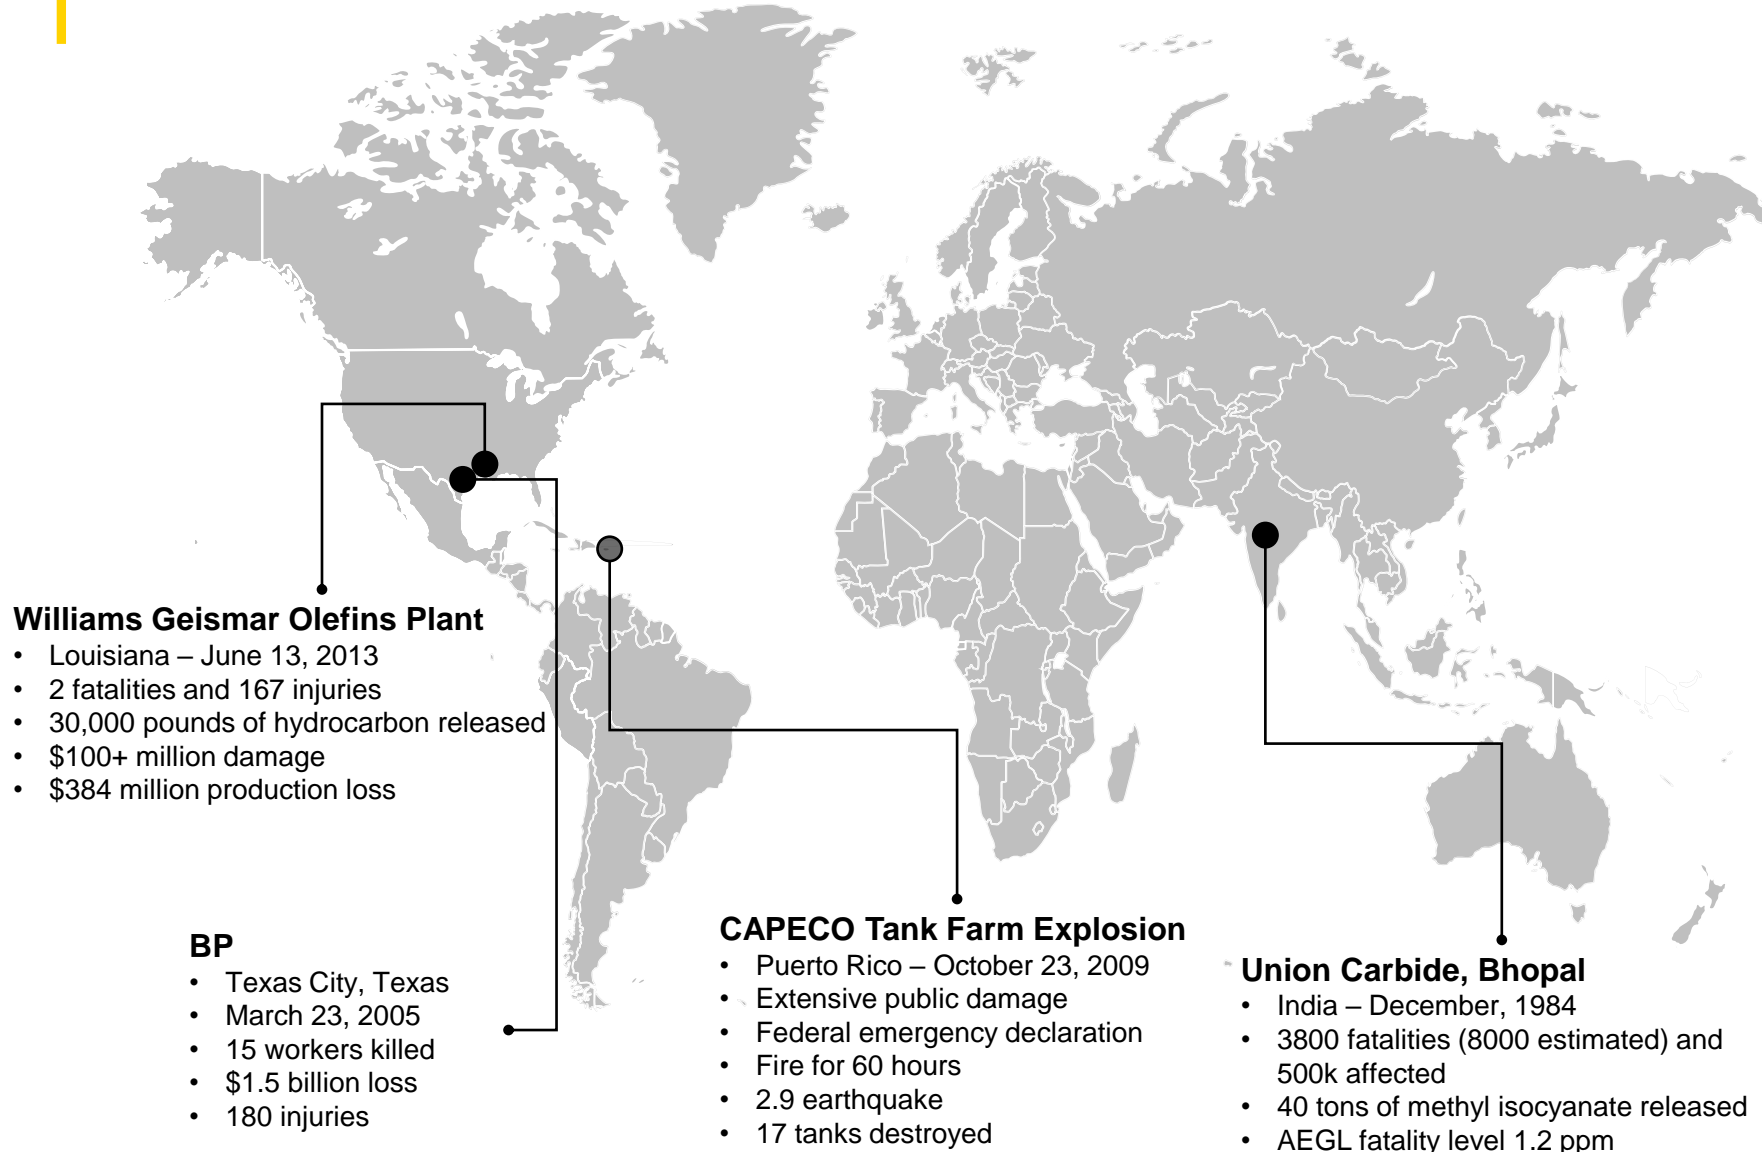 Williams Geismar Olefins Plant
• Louisiana – June 13, 2013
• 2 fatalities and 167 injuries
• 30,000 pounds of hydrocarbon released
• $100+ million damage
• $384 million production loss
BP
• Texas City, Texas
• March 23, 2005
• 15 workers killed
• $1.5 billion loss
• 180 injuries
CAPECO Tank Farm Explosion
• Puerto Rico – October 23, 2009
• Extensive public damage
• Federal emergency declaration
• Fire for 60 hours
• 2.9 earthquake
• 17 tanks destroyed
Union Carbide, Bhopal
• India – December, 1984
• 3800 fatalities (8000 estimated) and
500k affected
• 40 tons of methyl isocyanate released
• AEGL fatality level 1.2 ppm